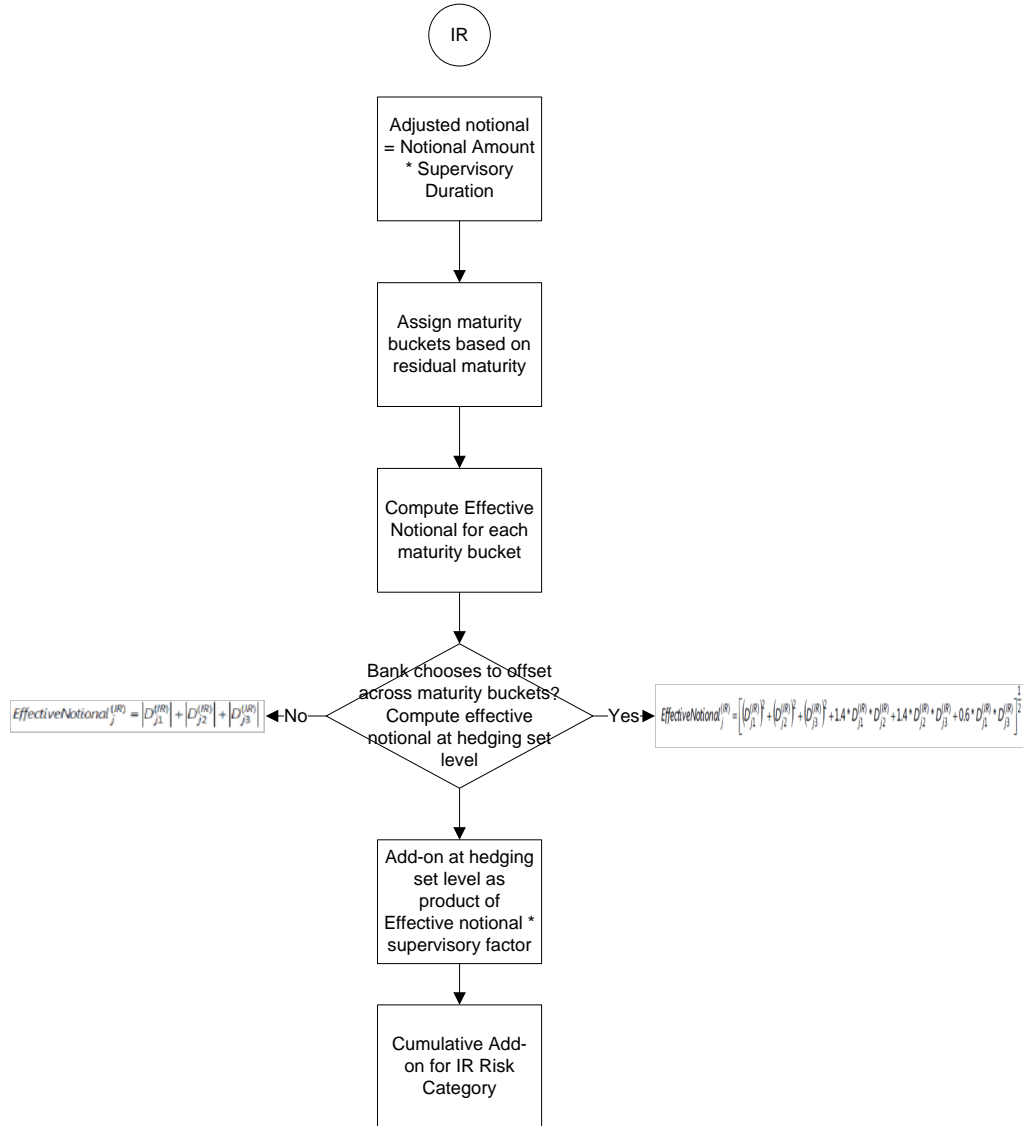 IR
Adjusted notional
= Notional Amount
* Supervisory
Duration
Assign maturity
buckets based on
residual maturity
Compute Effective
Notional for each
maturity bucket
Bank chooses to offset
across maturity buckets?
Compute effective
notional at hedging set
level
No
EffectiveNotional_j^(IR) = |D_j1^(IR)| + |D_j2^(IR)| + |D_j3^(IR)|
Yes
EffectiveNotional_j^(IR) = [(D_j1^(IR))^2 + (D_j2^(IR))^2 + (D_j3^(IR))^2 + 1.4 * D_j1^(IR) * D_j2^(IR) + 1.4 * D_j2^(IR) * D_j3^(IR) + 0.6 * D_j1^(IR) * D_j3^(IR)]^(1/2)
Add-on at hedging
set level as
product of
Effective notional *
supervisory factor
Cumulative Add-
on for IR Risk
Category